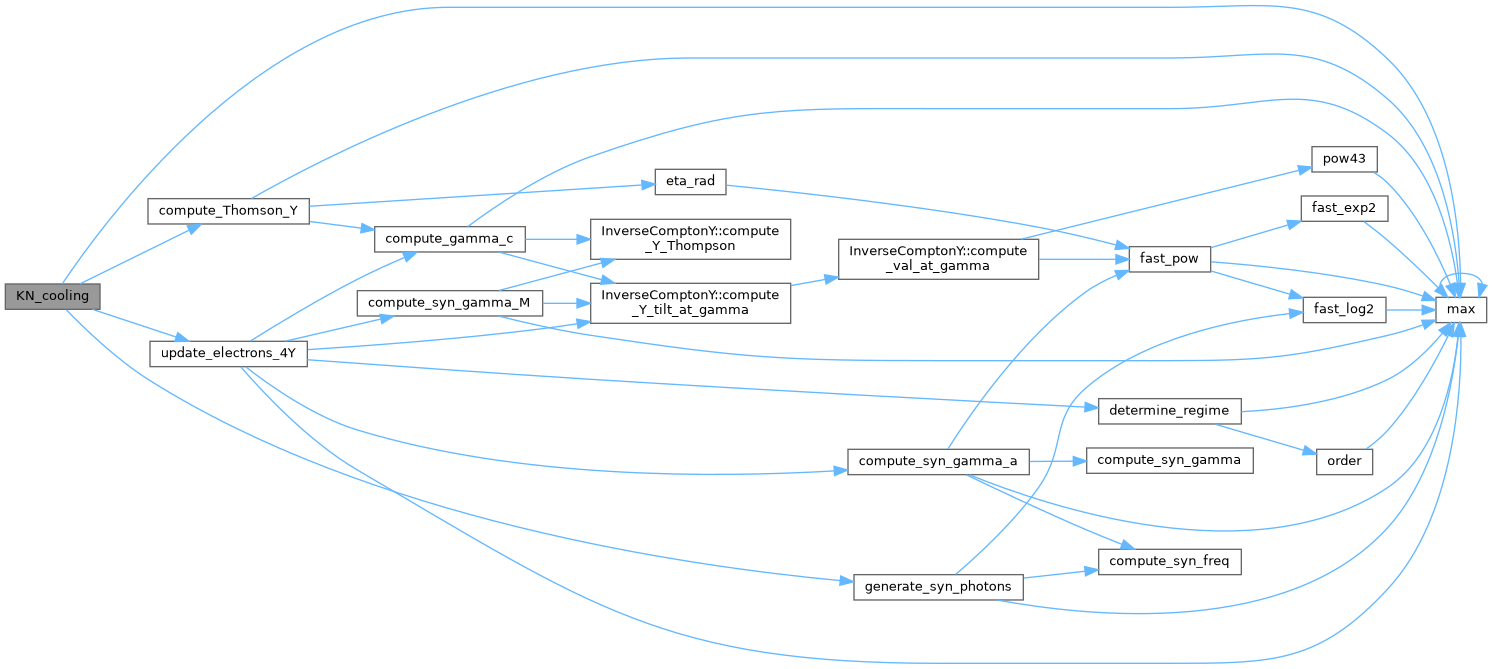 KN_cooling
compute_Thomson_Y
update_electrons_4Y
compute_gamma_c
compute_syn_gamma_M
eta_rad
InverseComptonY::compute
_Y_Thompson
InverseComptonY::compute
_Y_tilt_at_gamma
InverseComptonY::compute
_val_at_gamma
compute_syn_gamma_a
generate_syn_photons
fast_pow
determine_regime
compute_syn_gamma
compute_syn_freq
pow43
fast_exp2
fast_log2
order
max